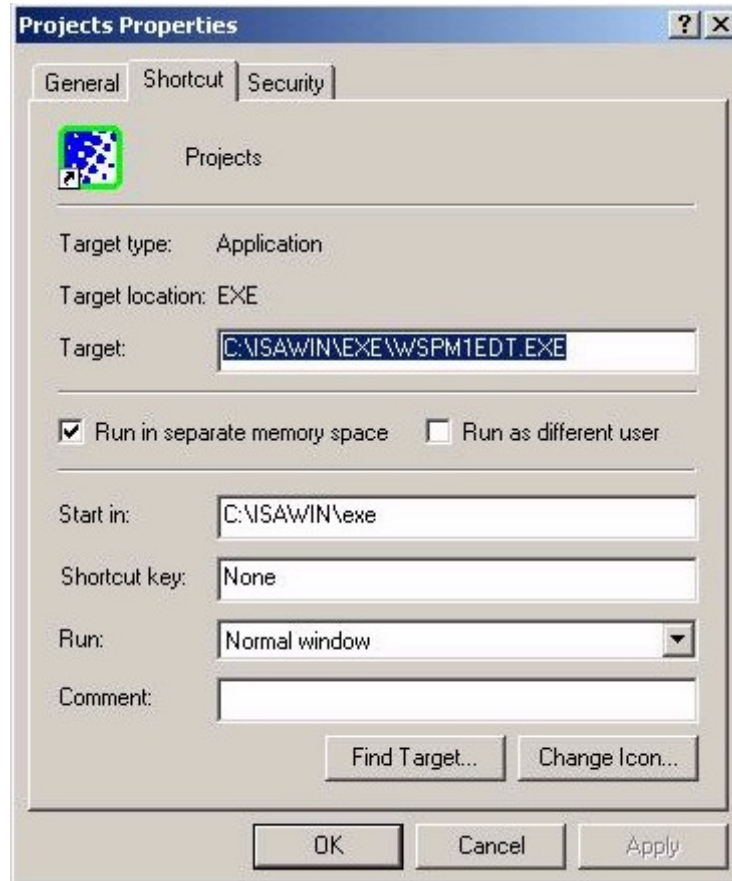 Projects Properties
General Shortcut Security
Projects
Target type: Application
Target location: EXE
Target: C:\ISAWIN\EXE\WSPM1EDT.EXE
Run in separate memory space Run as different user
Start in: C:\ISAWIN\exe
Shortcut key: None
Run: Normal window
Comment:
Find Target... Change Icon...
OK Cancel Apply